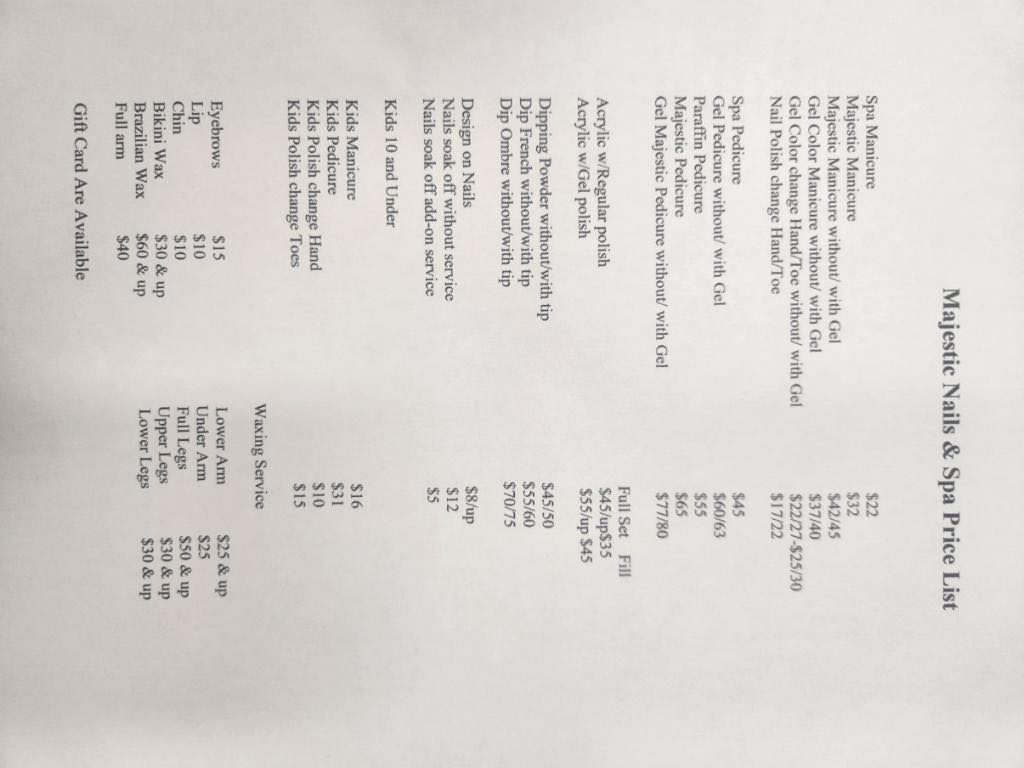 Majestic Nails & Spa Price List
Spa Manicure $22
Majestic Manicure $32
Majestic Manicure without/ with Gel $42/45
Gel Color Manicure without/ with Gel $37/40
Gel Color change Hand/Toe without/ with Gel $22/27-$25/30
Nail Polish change Hand/Toe $17/22
Spa Pedicure $45
Gel Pedicure without/ with Gel $60/63
Paraffin Pedicure $55
Majestic Pedicure $65
Gel Majestic Pedicure without/ with Gel $77/80
Full Set Fill
Acrylic w/Regular polish $45/up$35
Acrylic w/Gel polish $55/up $45
Dipping Powder without/with tip $45/50
Dip French without/with tip $55/60
Dip Ombre without/with tip $70/75
Design on Nails $8/up
Nails soak off without service $12
Nails soak off add-on service $5
Kids 10 and Under
Kids Manicure $16
Kids Pedicure $31
Kids Polish change Hand $10
Kids Polish change Toes $15
Waxing Service
Eyebrows $15
Lip $10
Chin $10
Bikini Wax $30 & up
Brazilian Wax $60 & up
Full arm $40
Lower Arm $25 & up
Under Arm $25
Full Legs $50 & up
Upper Legs $30 & up
Lower Legs $30 & up
Gift Card Are Available